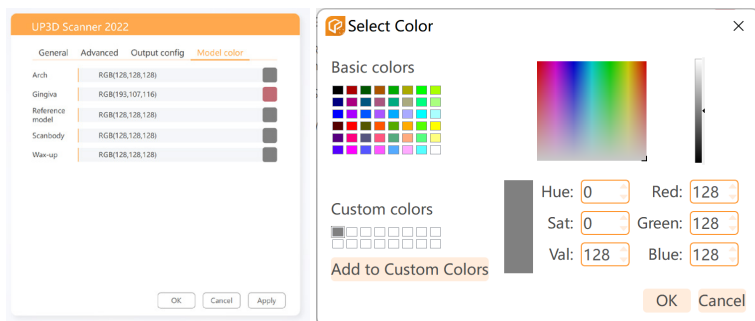 UP3D Scanner 2022
General Advanced Output config Model color
Arch RGB(128,128,128)
Gingiva RGB(193,107,116)
Reference
model RGB(128,128,128)
Scanbody RGB(128,128,128)
Wax-up RGB(128,128,128)
OK Cancel Apply
Select Color
Basic colors
Custom colors
Add to Custom Colors
Hue: 0 Red: 128
Sat: 0 Green: 128
Val: 128 Blue: 128
OK Cancel